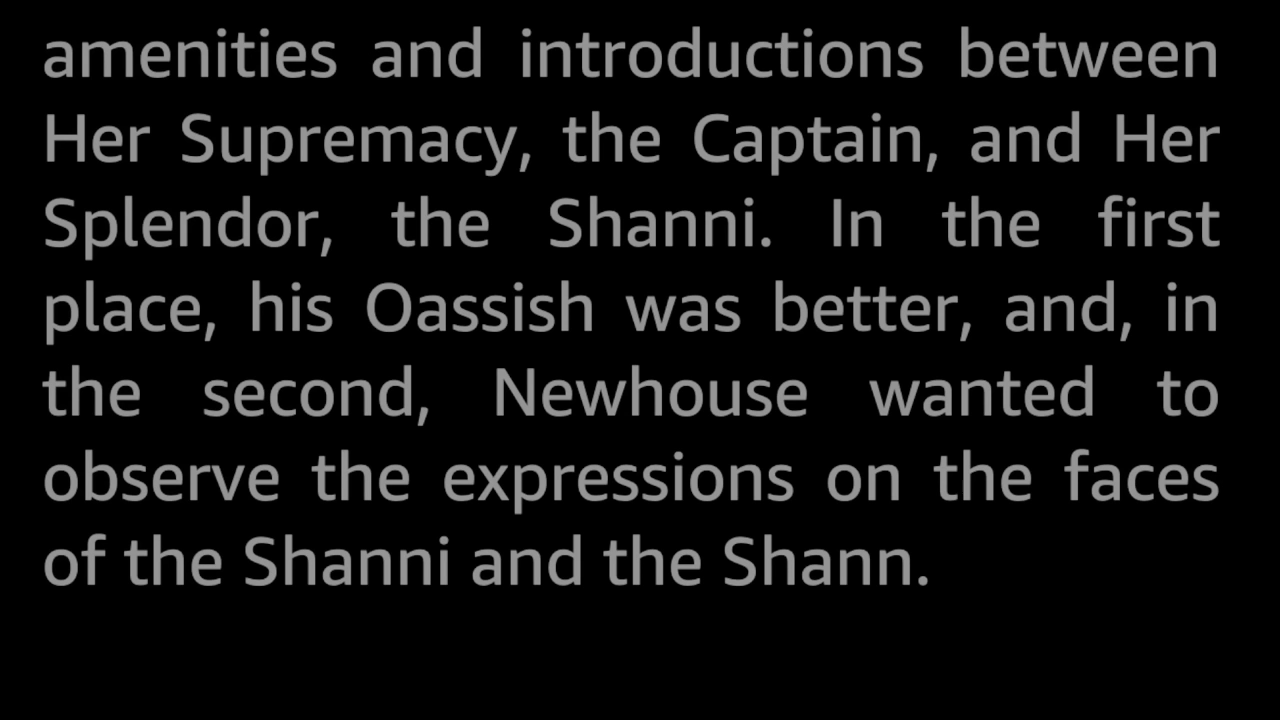 amenities and introductions between
Her Supremacy, the Captain, and Her
Splendor, the Shanni. In the first
place, his Oassish was better, and, in
the second, Newhouse wanted to
observe the expressions on the faces
of the Shanni and the Shann.